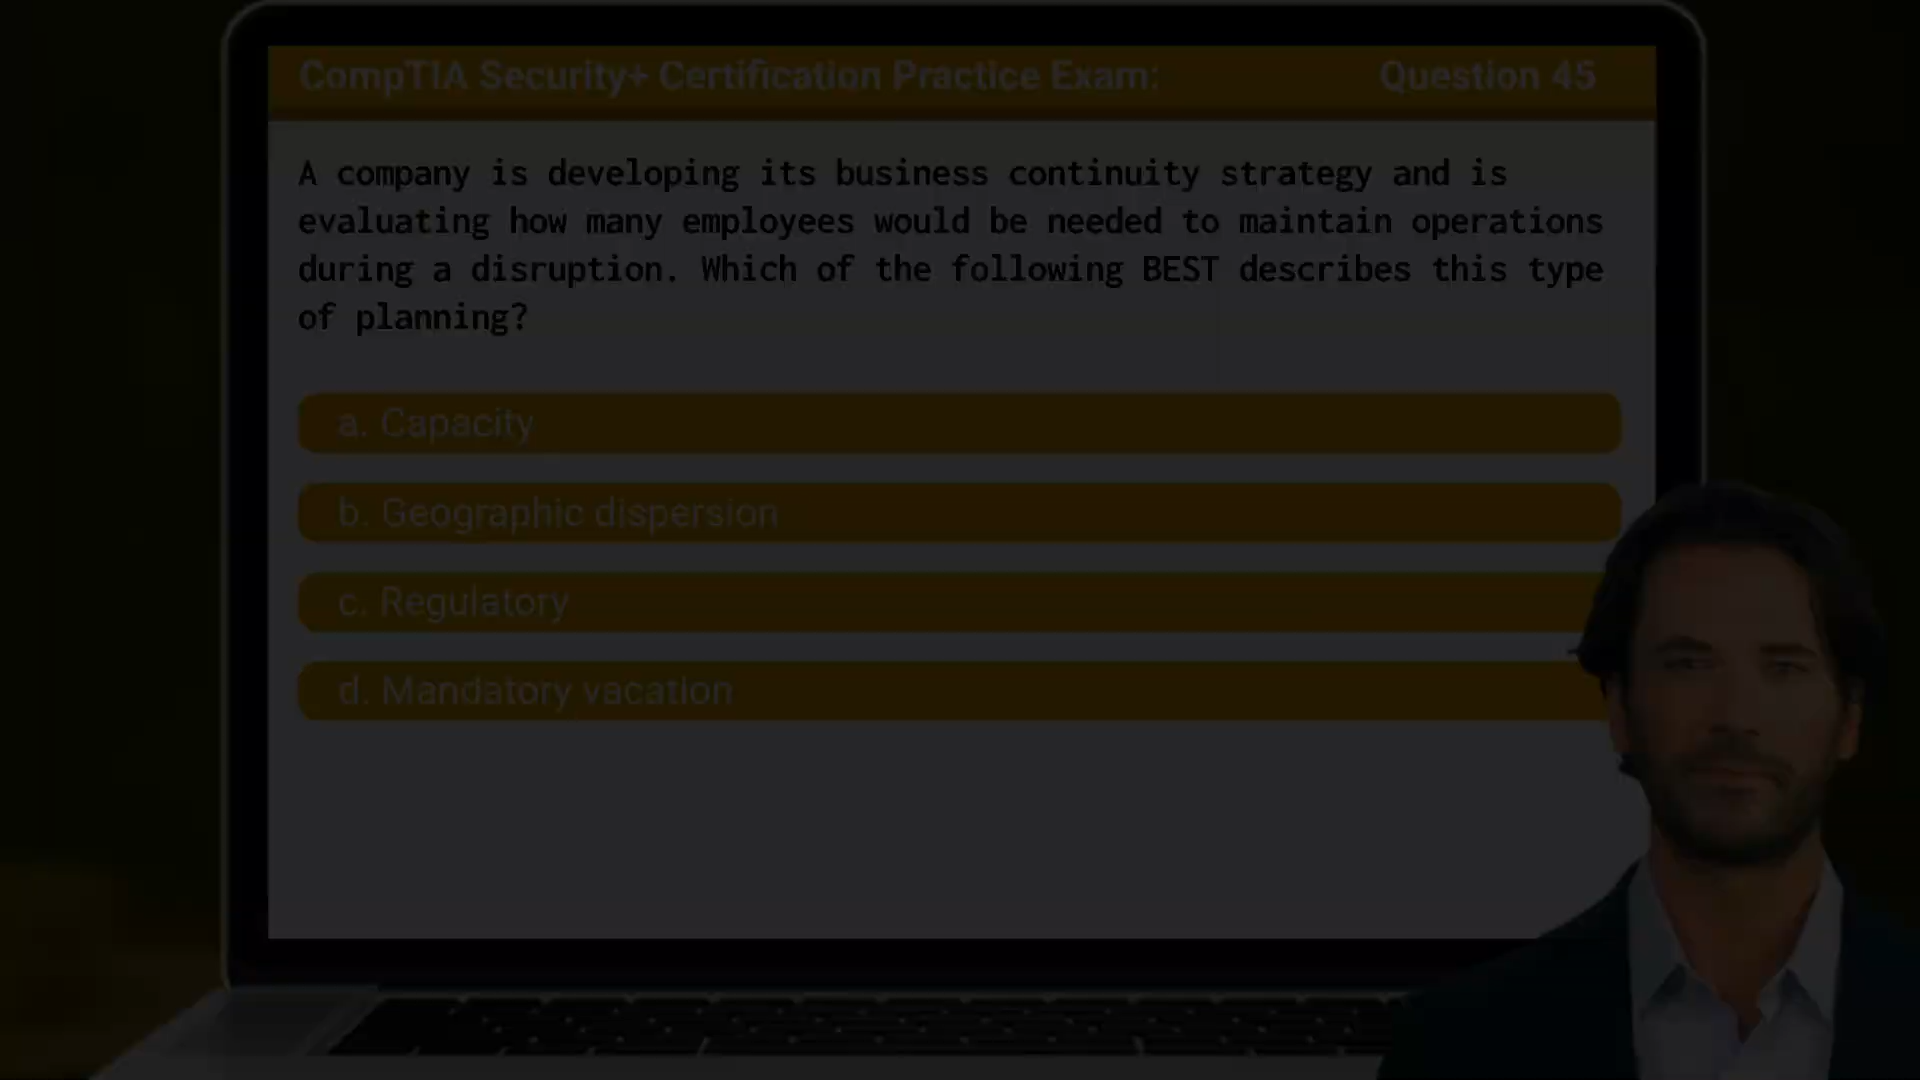 CompTIA Security+ Certification Practice Exam: Question 45
A company is developing its business continuity strategy and is
evaluating how many employees would be needed to maintain operations
during a disruption. Which of the following BEST describes this type
of planning?
a. Capacity
b. Geographic dispersion
c. Regulatory
d. Mandatory vacation